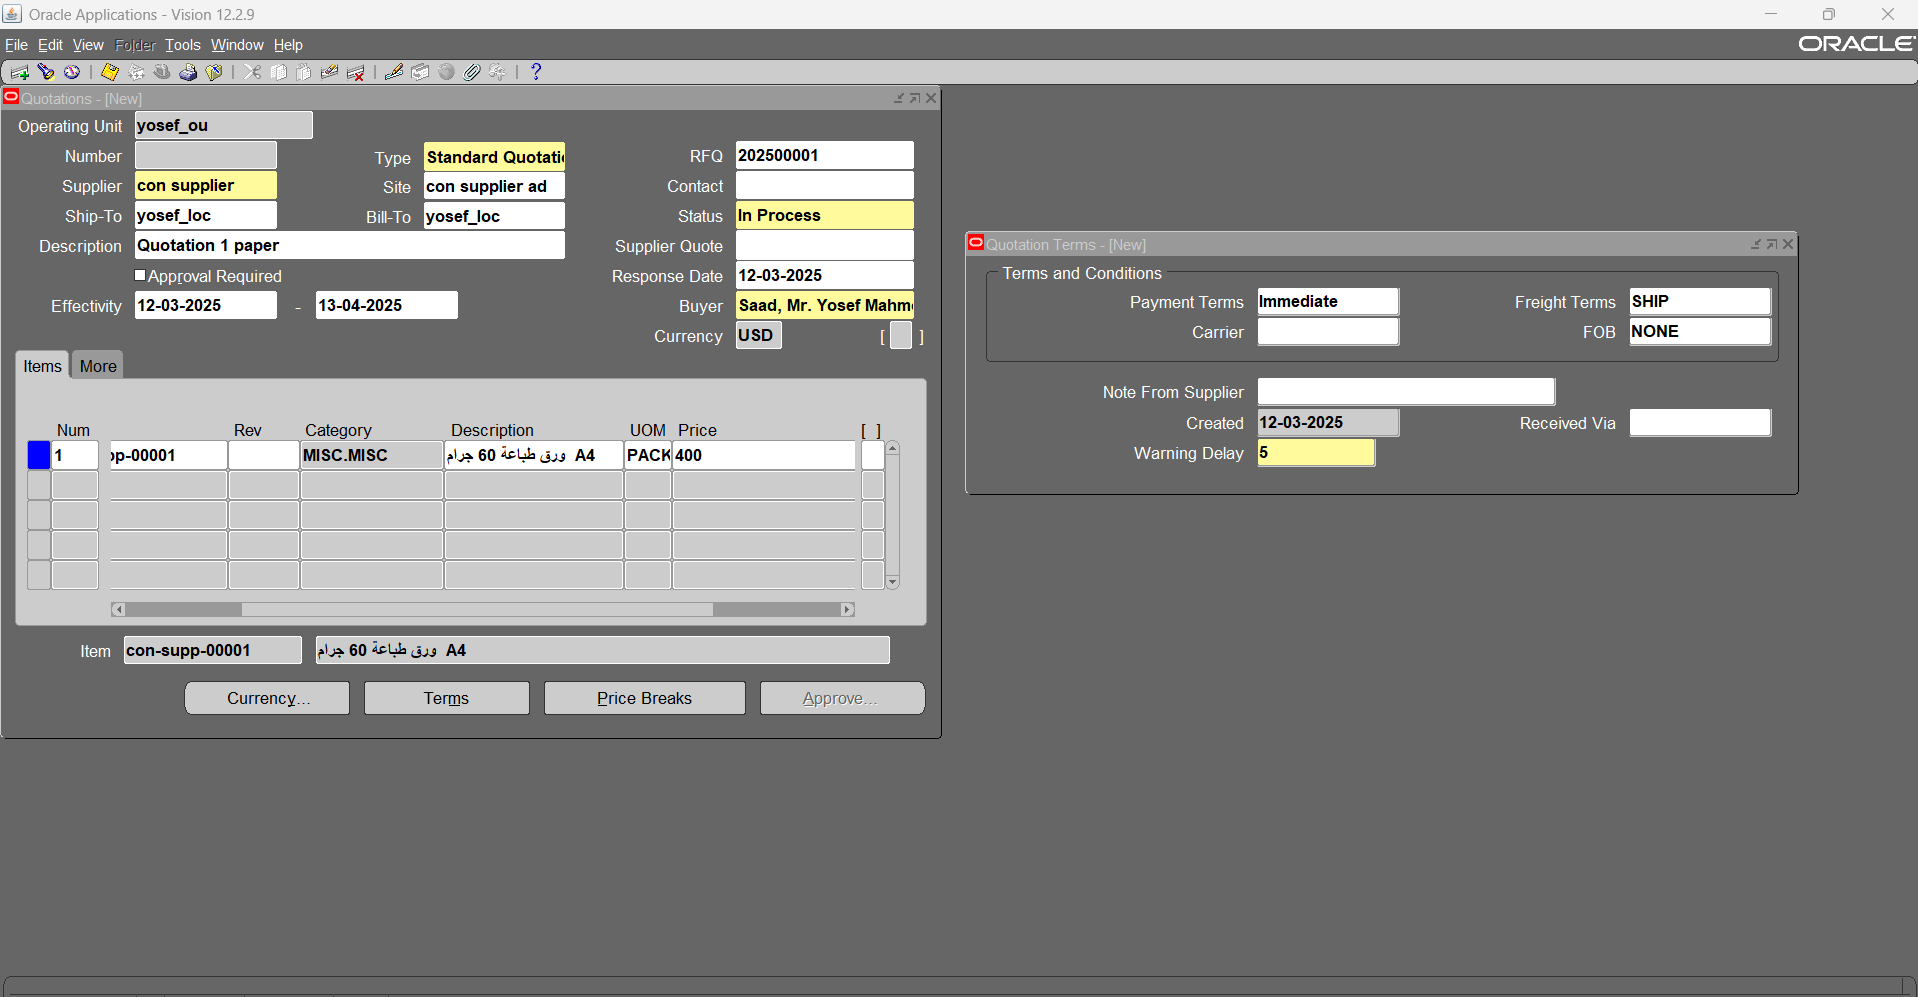 Oracle Applications - Vision 12.2.9
File Edit View Folder Tools Window Help
ORACLE
Quotations - [New]
Operating Unit yosef_ou
Number Type Standard Quotati RFQ 202500001
Supplier con supplier Site con supplier ad Contact
Ship-To yosef_loc Bill-To yosef_loc Status In Process
Description Quotation 1 paper Supplier Quote
Approval Required Response Date 12-03-2025
Effectivity 12-03-2025 - 13-04-2025 Buyer Saad, Mr. Yosef Mahm
Currency USD [ ]
Items More
Num Rev Category Description UOM Price [ ]
1 pp-00001 MISC.MISC ورق طباعة 60 جرام A4 PACK 400
Item con-supp-00001 ورق طباعة 60 جرام A4
Currency... Terms Price Breaks Approve...
Quotation Terms - [New]
Terms and Conditions
Payment Terms Immediate Freight Terms SHIP
Carrier FOB NONE
Note From Supplier
Created 12-03-2025 Received Via
Warning Delay 5